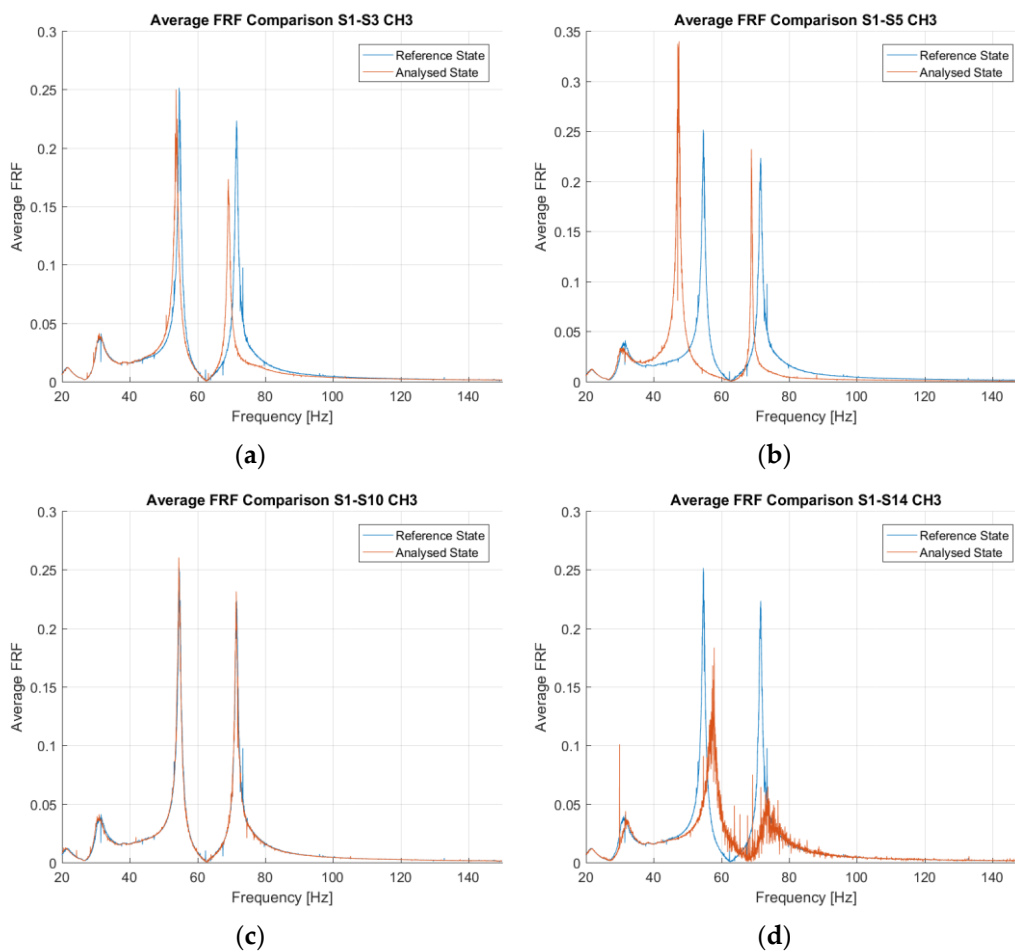 Average FRF Comparison S1-S3 CH3
0.3
0.25
0.2
0.15
0.1
0.05
0
Average FRF
Reference State
Analysed State
20 40 60 80 100 120 140
Frequency [Hz]
(a)
Average FRF Comparison S1-S5 CH3
0.35
0.3
0.25
0.2
0.15
0.1
0.05
0
Average FRF
Reference State
Analysed State
20 40 60 80 100 120 140
Frequency [Hz]
(b)
Average FRF Comparison S1-S10 CH3
0.3
0.25
0.2
0.15
0.1
0.05
0
Average FRF
Reference State
Analysed State
20 40 60 80 100 120 140
Frequency [Hz]
(c)
Average FRF Comparison S1-S14 CH3
0.3
0.25
0.2
0.15
0.1
0.05
0
Average FRF
Reference State
Analysed State
20 40 60 80 100 120 140
Frequency [Hz]
(d)